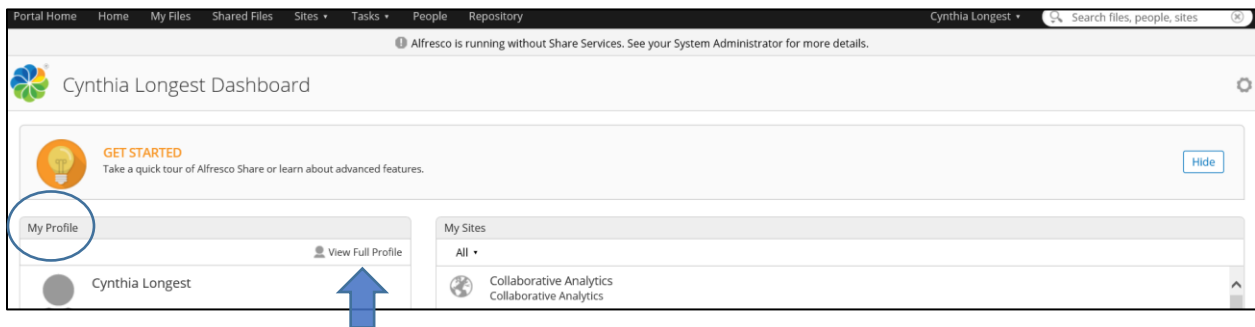 Portal Home Home My Files Shared Files Sites Tasks People Repository Cynthia Longest Search files, people, sites
Alfresco is running without Share Services. See your System Administrator for more details.
Cynthia Longest Dashboard
GET STARTED
Take a quick tour of Alfresco Share or learn about advanced features.
Hide
My Profile
View Full Profile
Cynthia Longest
My Sites
All
Collaborative Analytics
Collaborative Analytics